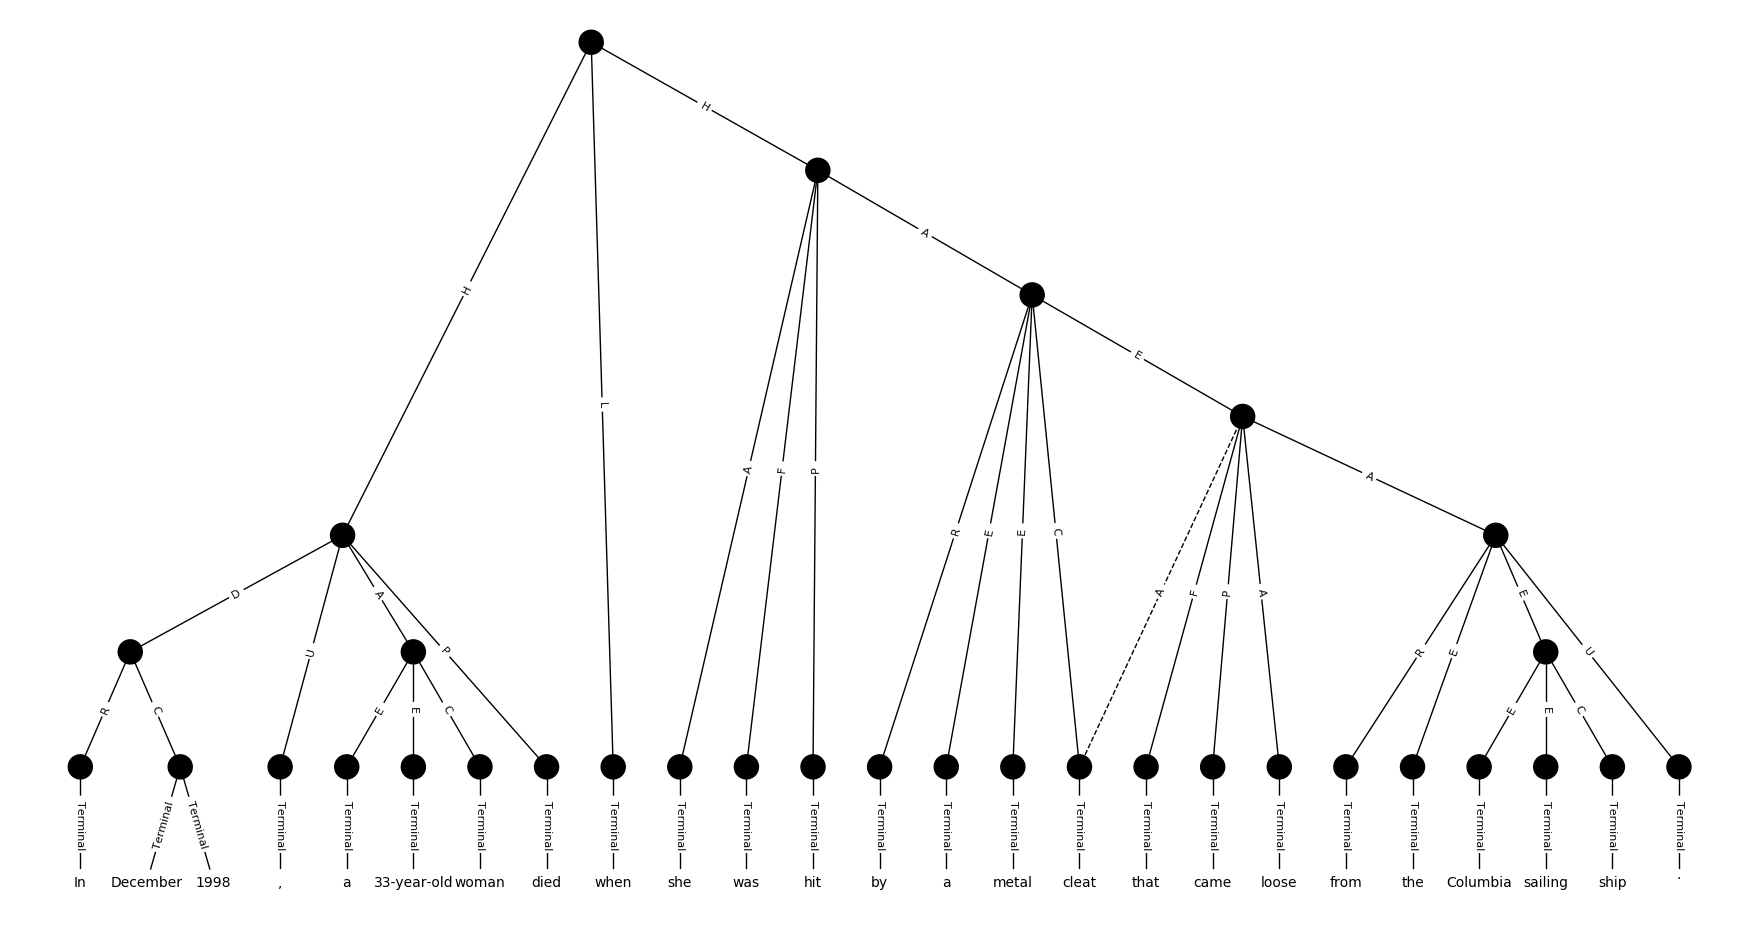 H
A
H
E
L
A
A F P
R E E C
D A A F P A E
U P R E U
R C E E C E E C
Terminal Terminal Terminal Terminal Terminal Terminal Terminal Terminal Terminal Terminal Terminal Terminal Terminal Terminal Terminal Terminal Terminal Terminal Terminal Terminal Terminal Terminal Terminal Terminal Terminal
In December 1998 , a 33-year-old woman died when she was hit by a metal cleat that came loose from the Columbia sailing ship .